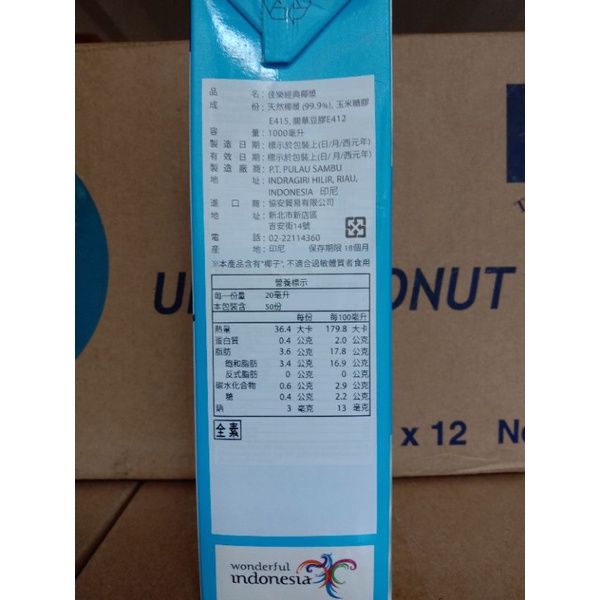 品名：佳樂經典椰漿
成份：天然椰漿 (99.9%), 玉米糖膠
E415, 關華豆膠E412
容量：1000毫升
製造日期：標示於包裝上(日/月/西元年)
有效日期：標示於包裝上(日/月/西元年)
製造廠商：P.T. PULAU SAMBU
地址：INDRAGIRI HILIR, RIAU,
INDONESIA 印尼
進口商：協安貿易有限公司
地址：新北市新店區
吉安街14號
電話：02-22114360
產地：印尼 保存期限 18個月
※本產品含有"椰子", 不適合過敏體質者食用
營養標示
每一份量 20毫升
本包裝含 50份
每份 每100毫升
熱量 36.4 大卡 179.8 大卡
蛋白質 0.4 公克 2.0 公克
脂肪 3.6 公克 17.8 公克
飽和脂肪 3.4 公克 16.9 公克
反式脂肪 0 公克 0 公克
碳水化合物 0.6 公克 2.9 公克
糖 0.4 公克 2.2 公克
鈉 3 毫克 13 毫克
全素
wonderful
indonesia
ONUT
x 12